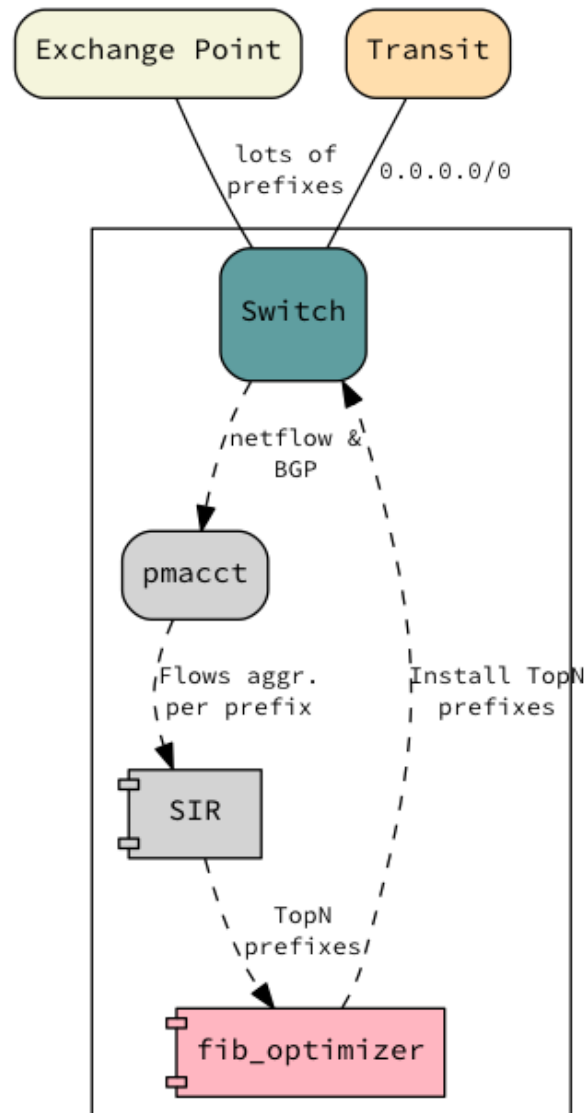 Exchange Point
Transit
lots of
prefixes
0.0.0.0/0
Switch
netflow &
BGP
pmacct
Flows aggr.
per prefix
Install TopN
prefixes
SIR
TopN
prefixes
fib_optimizer